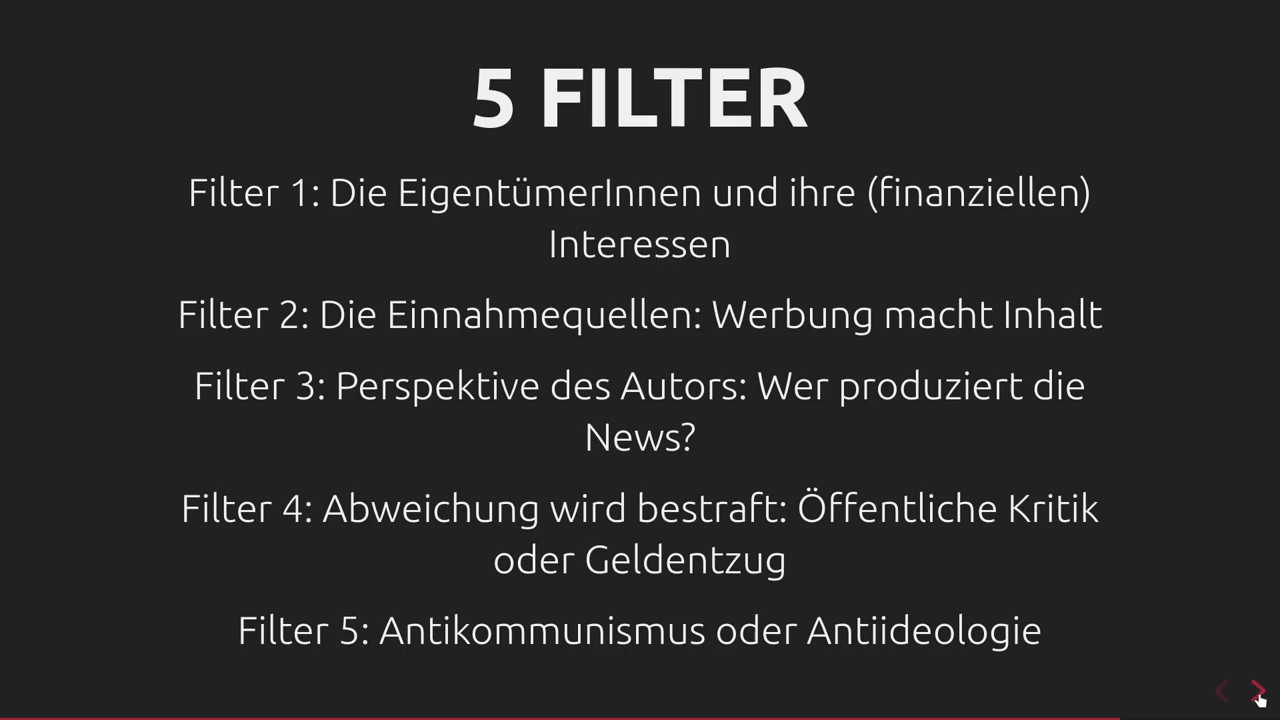 5 FILTER
Filter 1: Die EigentümerInnen und ihre (finanziellen)
Interessen
Filter 2: Die Einnahmequellen: Werbung macht Inhalt
Filter 3: Perspektive des Autors: Wer produziert die
News?
Filter 4: Abweichung wird bestraft: Öffentliche Kritik
oder Geldentzug
Filter 5: Antikommunismus oder Antiideologie